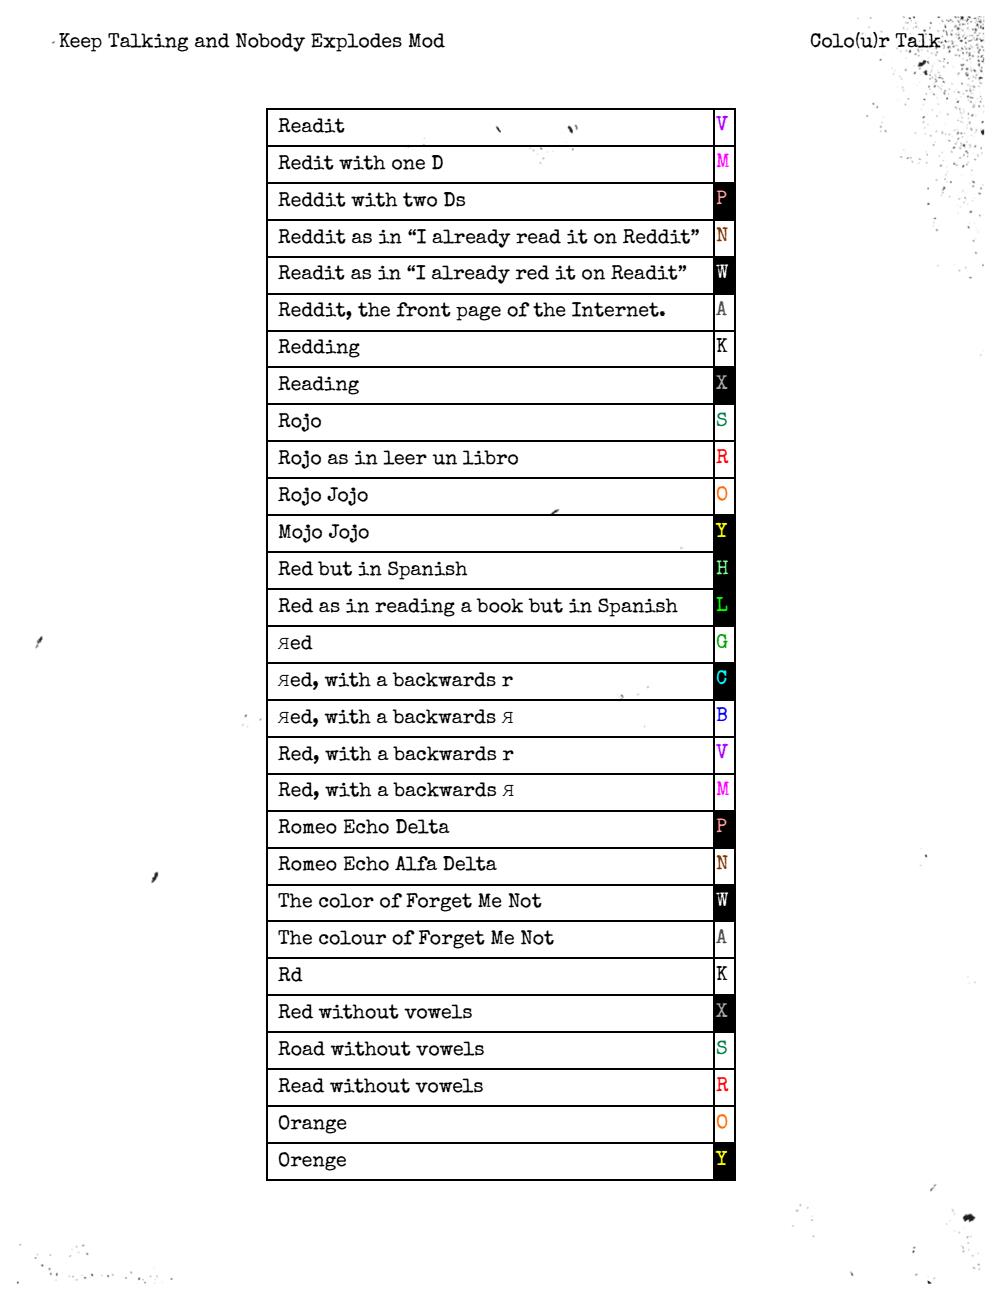 Keep Talking and Nobody Explodes Mod Colo(u)r Talk
Readit V
Redit with one D M
Reddit with two Ds P
Reddit as in “I already read it on Reddit” N
Readit as in “I already red it on Readit” W
Reddit, the front page of the Internet. A
Redding K
Reading X
Rojo S
Rojo as in leer un libro R
Rojo Jojo O
Mojo Jojo Y
Red but in Spanish H
Red as in reading a book but in Spanish L
Яed G
Яed, with a backwards r C
Яed, with a backwards Я B
Red, with a backwards r V
Red, with a backwards Я M
Romeo Echo Delta P
Romeo Echo Alfa Delta N
The color of Forget Me Not W
The colour of Forget Me Not A
Rd K
Red without vowels X
Road without vowels S
Read without vowels R
Orange O
Orenge Y